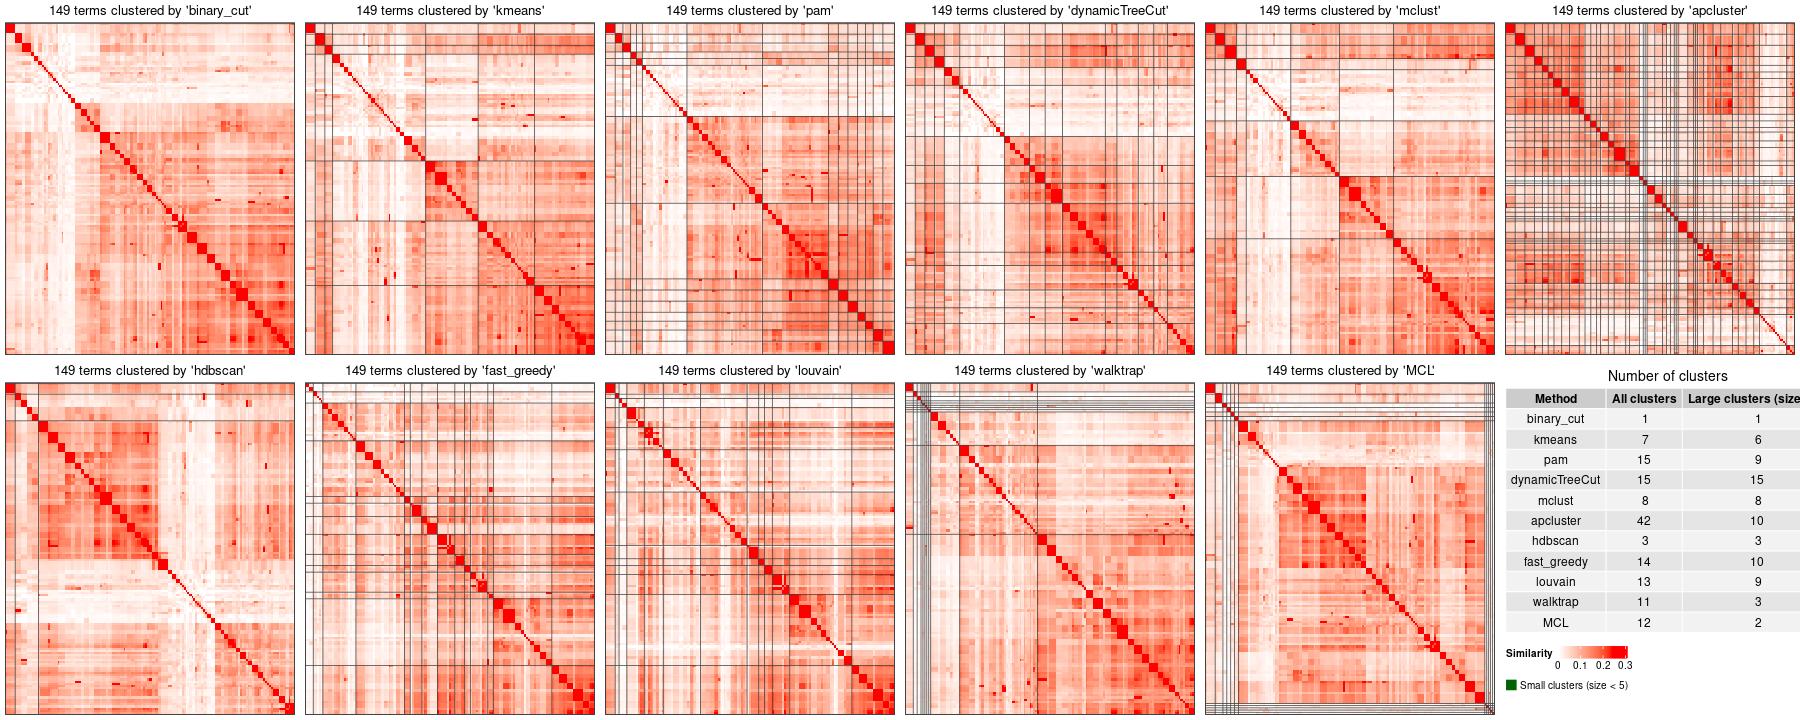 149 terms clustered by 'binary_cut'
149 terms clustered by 'kmeans'
149 terms clustered by 'pam'
149 terms clustered by 'dynamicTreeCut'
149 terms clustered by 'mclust'
149 terms clustered by 'apcluster'
149 terms clustered by 'hdbscan'
149 terms clustered by 'fast_greedy'
149 terms clustered by 'louvain'
149 terms clustered by 'walktrap'
149 terms clustered by 'MCL'
Number of clusters
Method All clusters Large clusters (size
binary_cut 1 1
kmeans 7 6
pam 15 9
dynamicTreeCut 15 15
mclust 8 8
apcluster 42 10
hdbscan 3 3
fast_greedy 14 10
louvain 13 9
walktrap 11 3
MCL 12 2
Similarity
0 0.1 0.2 0.3
Small clusters (size < 5)